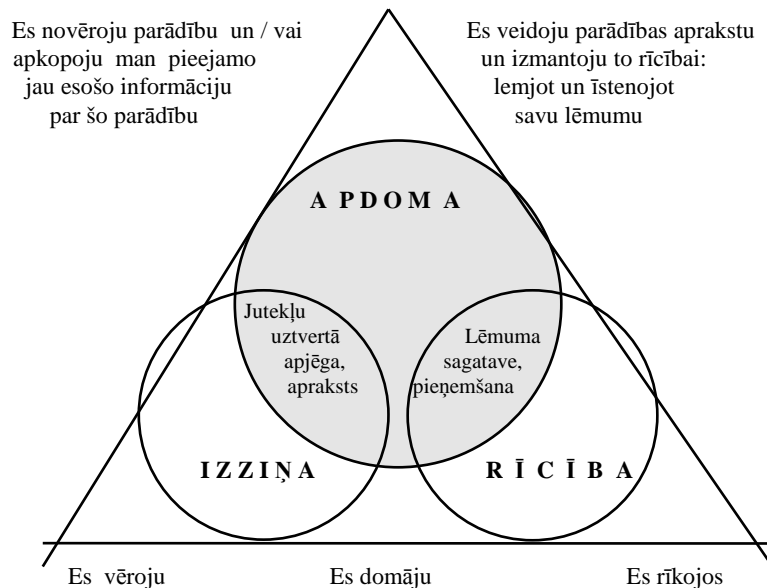 Es novēroju parādību un / vai
apkopoju man pieejamo
jau esošo informāciju
par šo parādību
Es veidoju parādības aprakstu
un izmantoju to rīcībai:
lemjot un īstenojot
savu lēmumu
A P D O M A
Jutekļu
uztvertā
apjēga,
apraksts
Lēmuma
sagatave,
pieņemšana
I Z Z I Ņ A
R Ī C Ī B A
Es vēroju
Es domāju
Es rīkojos